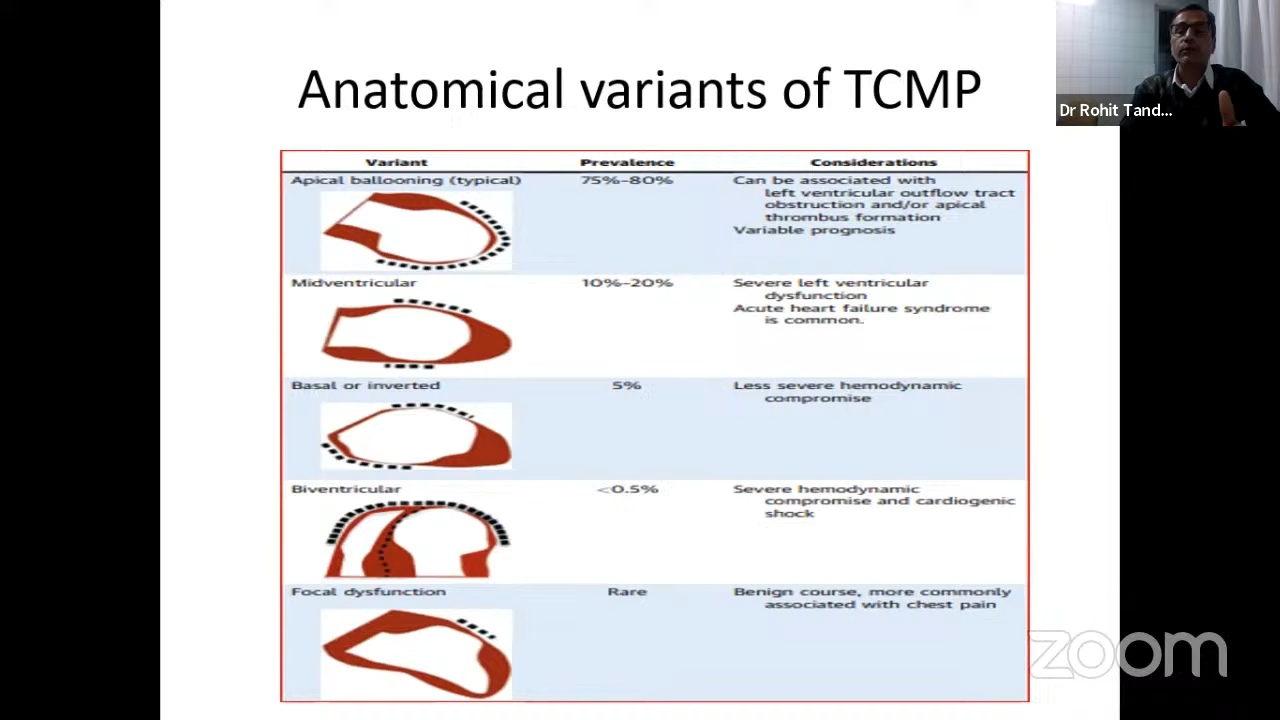 Anatomical variants of TCMP
Dr Rohit Tand...
Variant Prevalence Considerations
Apical ballooning (typical) 75%–80% Can be associated with
left ventricular outflow tract
obstruction and/or apical
thrombus formation
Variable prognosis
Midventricular 10%–20% Severe left ventricular
dysfunction
Acute heart failure syndrome
is common.
Basal or inverted 5% Less severe hemodynamic
compromise
Biventricular <0.5% Severe hemodynamic
compromise and cardiogenic
shock
Focal dysfunction Rare Benign course, more commonly
associated with chest pain
zoom